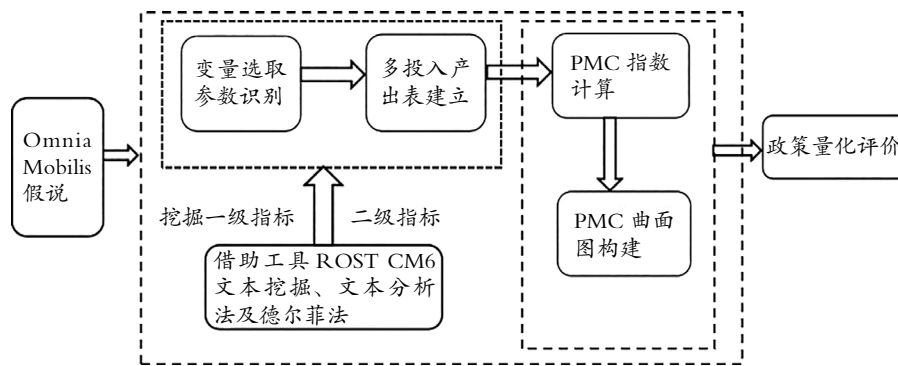 Omnia
Mobilis
假说
变量选取
参数识别
多投入产
出表建立
PMC 指数
计算
PMC 曲面
图构建
政策量化评价
挖掘一级指标
二级指标
借助工具 ROST CM6
文本挖掘、文本分析
法及德尔菲法